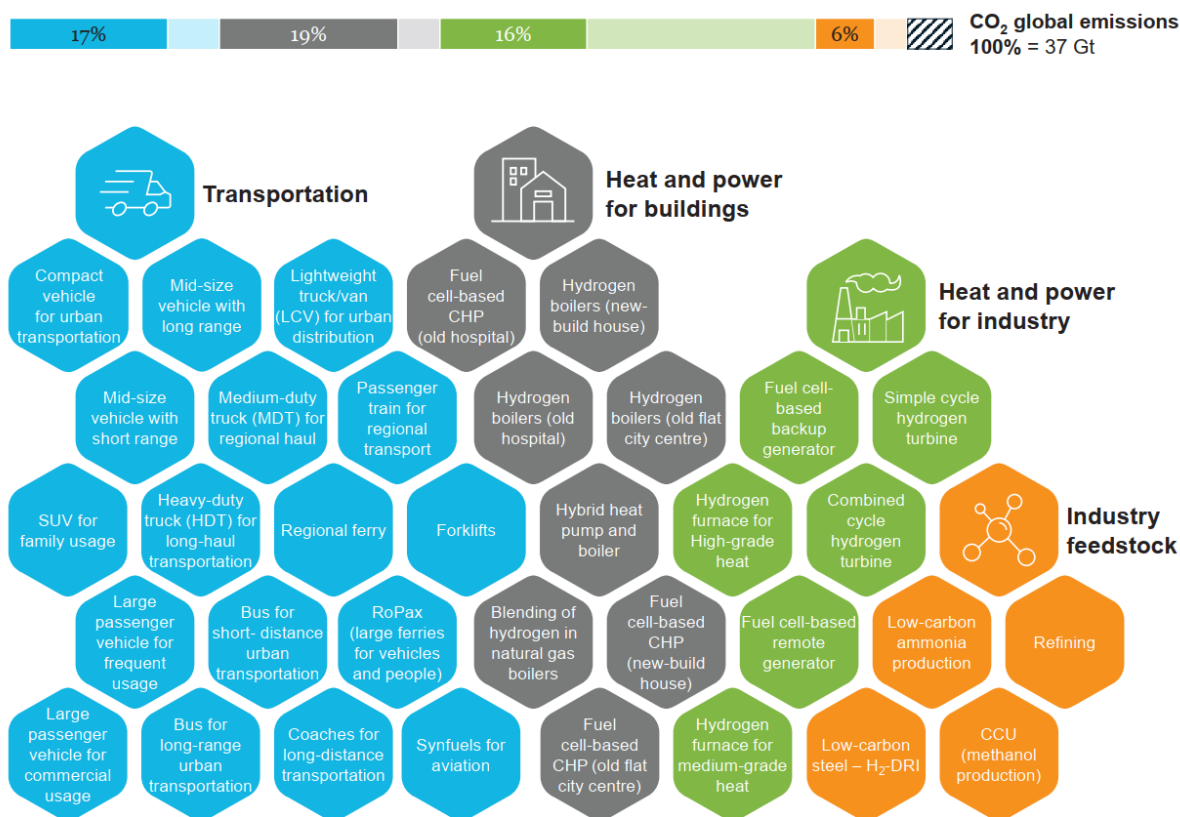 17%
19%
16%
6%
CO₂ global emissions
100% = 37 Gt
Transportation
Heat and power
for buildings
Compact
vehicle
for urban
transportation
Mid-size
vehicle with
long range
Lightweight
truck/van
(LCV) for urban
distribution
Fuel
cell-based
CHP
(old hospital)
Hydrogen
boilers (new-
build house)
Heat and power
for industry
Mid-size
vehicle with
short range
Medium-duty
truck (MDT) for
regional haul
Passenger
train for
regional
transport
Hydrogen
boilers (old
hospital)
Hydrogen
boilers (old flat
city centre)
Fuel cell-
based
backup
generator
Simple cycle
hydrogen
turbine
SUV for
family usage
Heavy-duty
truck (HDT) for
long-haul
transportation
Regional ferry
Forklifts
Hybrid heat
pump and
boiler
Hydrogen
furnace for
High-grade
heat
Combined
cycle
hydrogen
turbine
Industry
feedstock
Large
passenger
vehicle for
frequent
usage
Bus for
short- distance
urban
transportation
RoPax
(large ferries
for vehicles
and people)
Blending of
hydrogen in
natural gas
boilers
Fuel
cell-based
CHP
(new-build
house)
Fuel cell-based
remote
generator
Low-carbon
ammonia
production
Refining
Large
passenger
vehicle for
commercial
usage
Bus for
long-range
urban
transportation
Coaches for
long-distance
transportation
Synfuels for
aviation
Fuel
cell-based
CHP (old flat
city centre)
Hydrogen
furnace for
medium-grade
heat
Low-carbon
steel – H₂-DRI
CCU
(methanol
production)